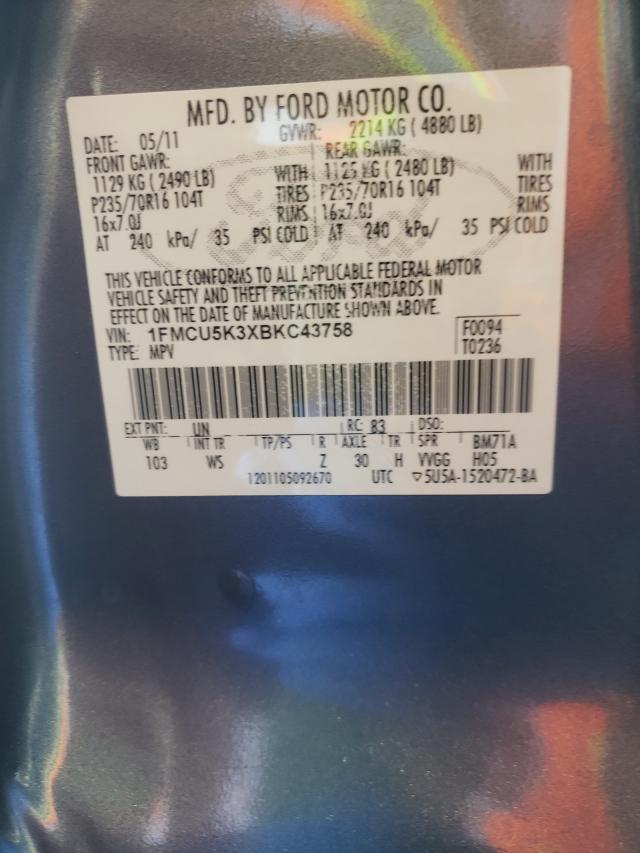 MFD. BY FORD MOTOR CO.
DATE: 05/11 GVWR: 2214 KG ( 4880 LB)
FRONT GAWR: REAR GAWR:
1129 KG ( 2490 LB) WITH 1125 KG ( 2480 LB) WITH
P235/70R16 104T TIRES P235/70R16 104T TIRES
16x7.0J RIMS 16x7.0J RIMS
AT 240 kPa/ 35 PSI COLD AT 240 kPa/ 35 PSI COLD
THIS VEHICLE CONFORMS TO ALL APPLICABLE FEDERAL MOTOR
VEHICLE SAFETY AND THEFT PREVENTION STANDARDS IN
EFFECT ON THE DATE OF MANUFACTURE SHOWN ABOVE.
VIN: 1FMCU5K3XBKC43758 F0094
TYPE: MPV T0236
EXT PNT: UN RC: 83 DSO:
WB INT TR TP/PS R AXLE TR SPR BM71A
103 WS Z 30 H VVGG H05
1201105092670 UTC ▽5U5A-1520472-BA